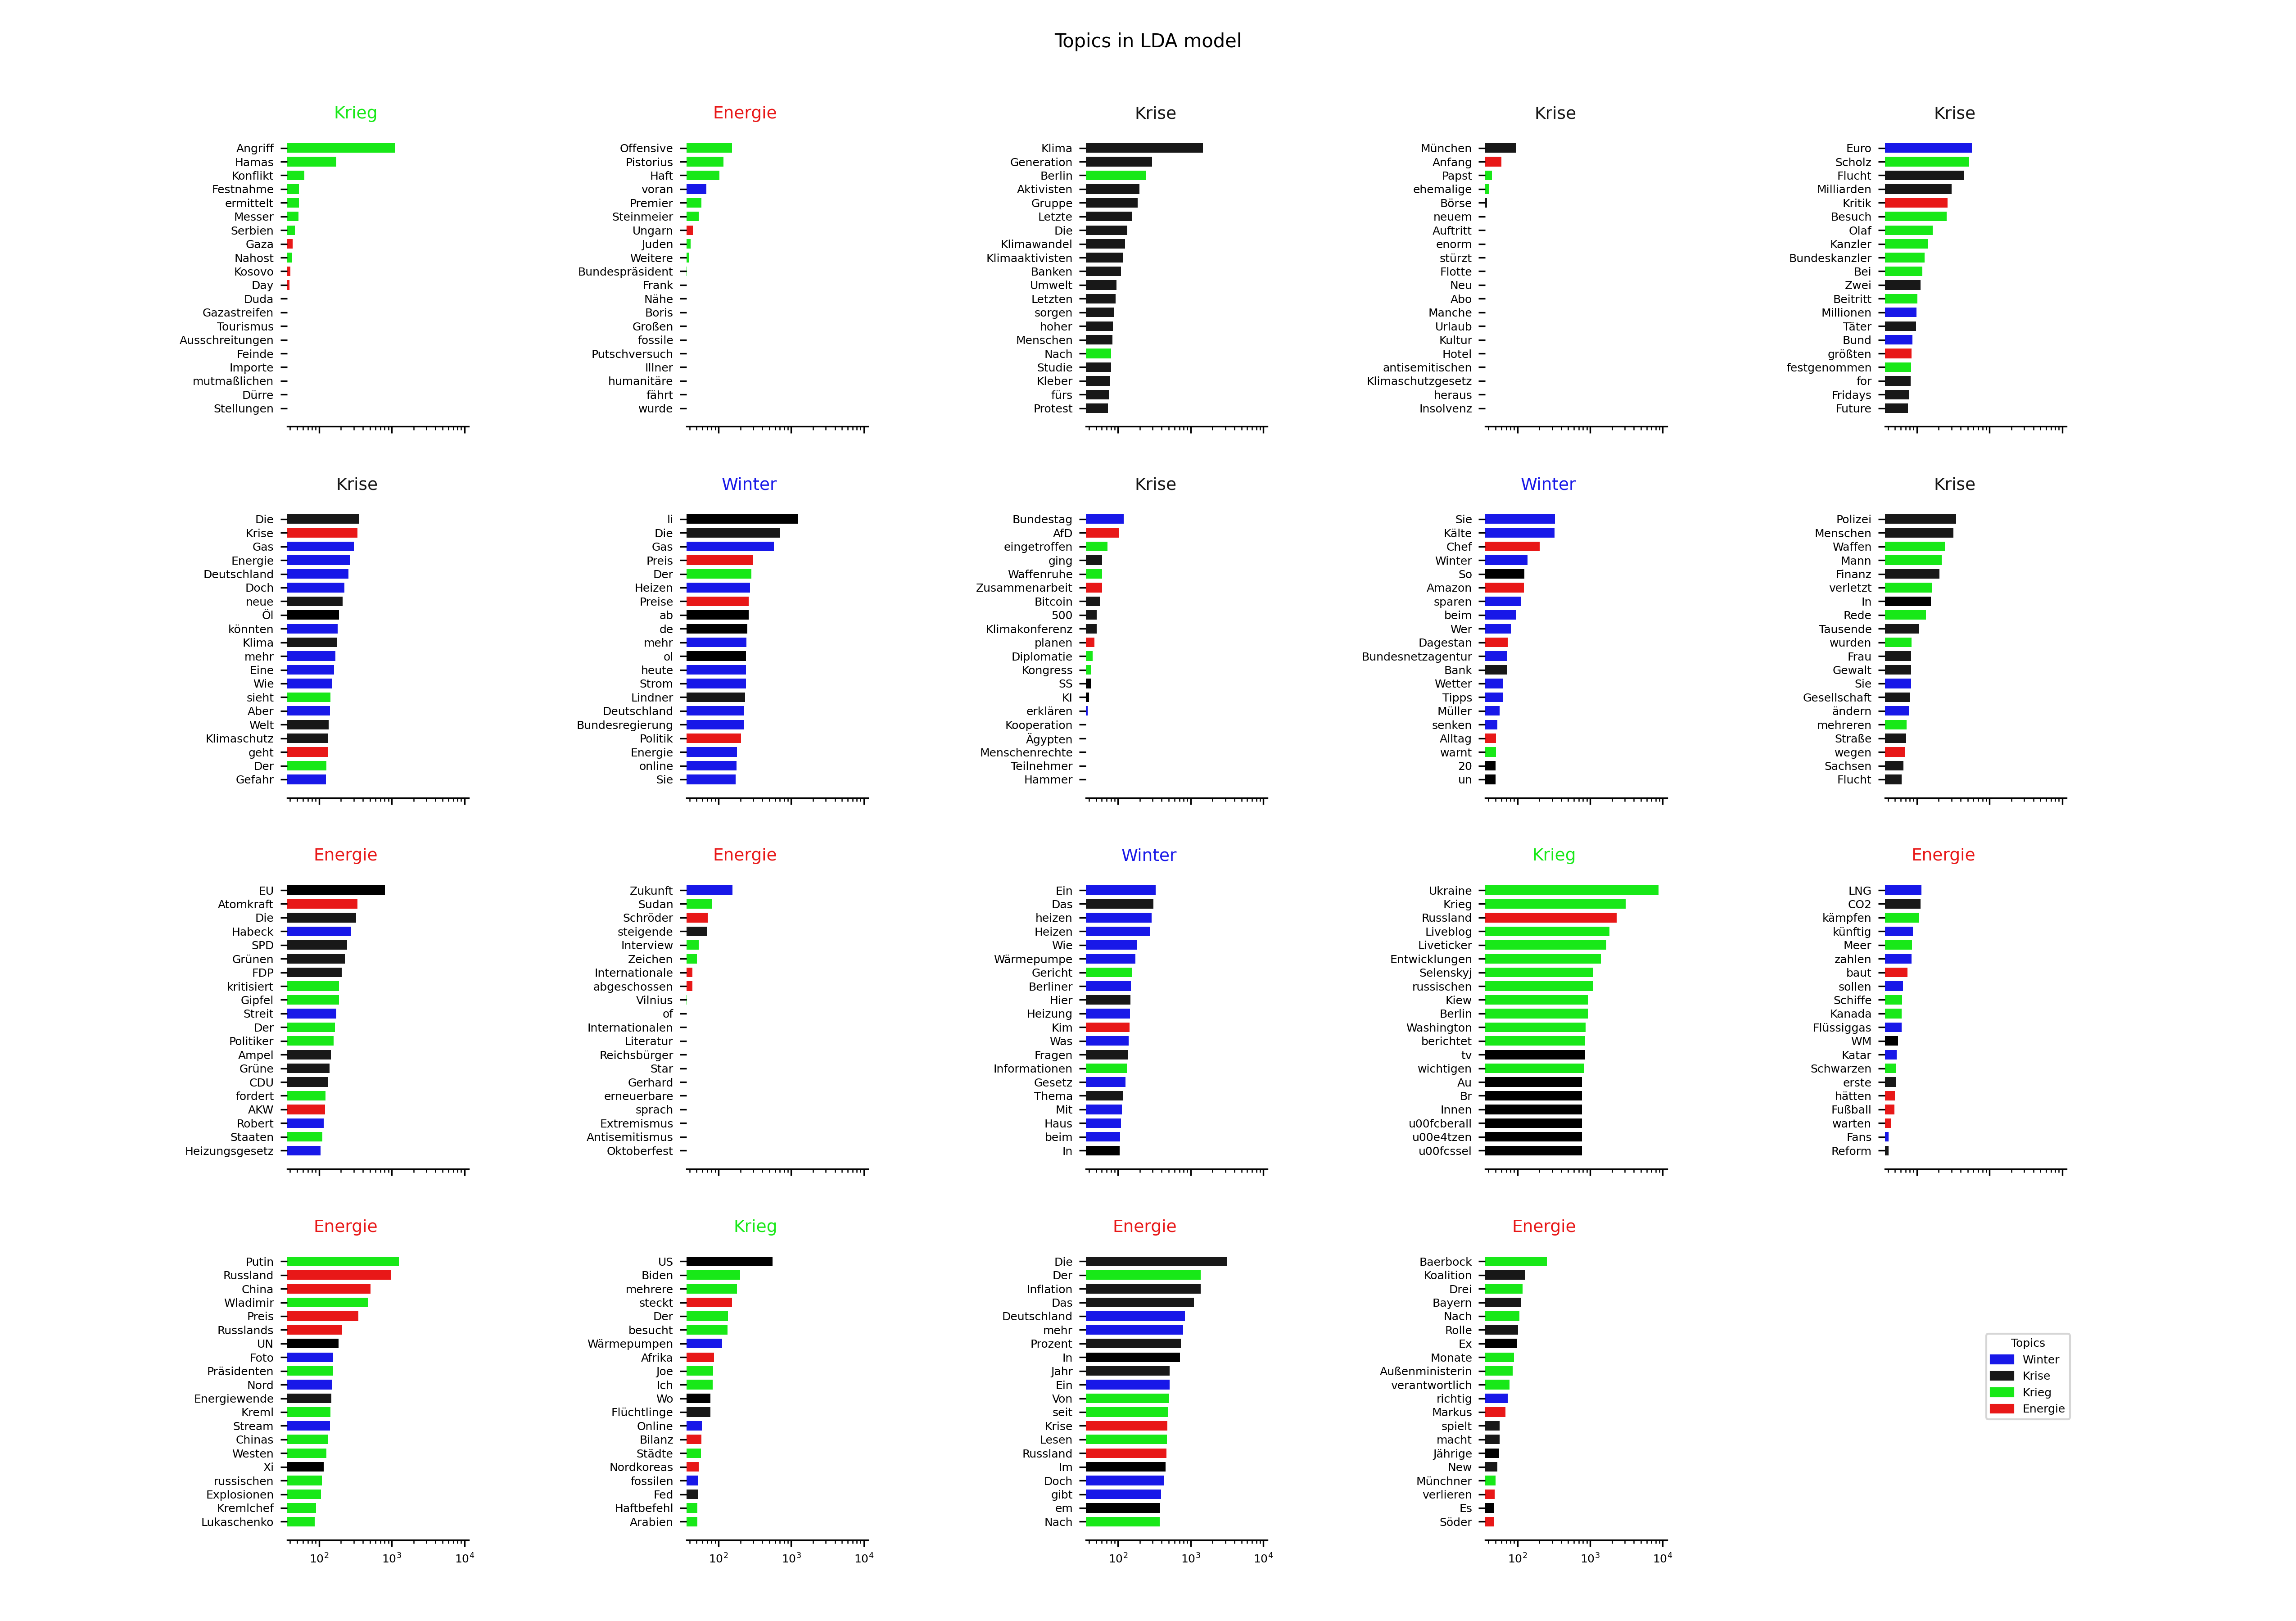 Topics in LDA model
Krieg
Angriff
Hamas
Konflikt
Festnahme
ermittelt
Messer
Serbien
Gaza
Nahost
Kosovo
Day
Duda
Gazastreifen
Tourismus
Ausschreitungen
Feinde
Importe
mutmaßlichen
Dürre
Stellungen
Energie
Offensive
Pistorius
Haft
voran
Premier
Steinmeier
Ungarn
Juden
Weitere
Bundespräsident
Frank
Nähe
Boris
Großen
fossile
Putschversuch
Illner
humanitäre
fährt
wurde
Krise
Klima
Generation
Berlin
Aktivisten
Gruppe
Letzte
Die
Klimawandel
Klimaaktivisten
Banken
Umwelt
Letzten
sorgen
hoher
Menschen
Nach
Studie
Kleber
fürs
Protest
Krise
München
Anfang
Papst
ehemalige
Börse
neuem
Auftritt
enorm
stürzt
Flotte
Neu
Abo
Manche
Urlaub
Kultur
Hotel
antisemitischen
Klimaschutzgesetz
heraus
Insolvenz
Krise
Euro
Scholz
Flucht
Milliarden
Kritik
Besuch
Olaf
Kanzler
Bundeskanzler
Bei
Zwei
Beitritt
Millionen
Täter
Bund
größten
festgenommen
for
Fridays
Future
Krise
Die
Krise
Gas
Energie
Deutschland
Doch
neue
Öl
könnten
Klima
mehr
Eine
Wie
sieht
Aber
Welt
Klimaschutz
geht
Der
Gefahr
Winter
li
Die
Gas
Preis
Der
Heizen
Preise
ab
de
mehr
ol
heute
Strom
Lindner
Deutschland
Bundesregierung
Politik
Energie
online
Sie
Krise
Bundestag
AfD
eingetroffen
ging
Waffenruhe
Zusammenarbeit
Bitcoin
500
Klimakonferenz
planen
Diplomatie
Kongress
SS
KI
erklären
Kooperation
Ägypten
Menschenrechte
Teilnehmer
Hammer
Winter
Sie
Kälte
Chef
Winter
So
Amazon
sparen
beim
Wer
Dagestan
Bundesnetzagentur
Bank
Wetter
Tipps
Müller
senken
Alltag
warnt
20
un
Krise
Polizei
Menschen
Waffen
Mann
Finanz
verletzt
In
Rede
Tausende
wurden
Frau
Gewalt
Sie
Gesellschaft
ändern
mehreren
Straße
wegen
Sachsen
Flucht
Energie
EU
Atomkraft
Die
Habeck
SPD
Grünen
FDP
kritisiert
Gipfel
Streit
Der
Politiker
Ampel
Grüne
CDU
fordert
AKW
Robert
Staaten
Heizungsgesetz
Energie
Zukunft
Sudan
Schröder
steigende
Interview
Zeichen
Internationale
abgeschossen
Vilnius
of
Internationalen
Literatur
Reichsbürger
Star
Gerhard
erneuerbare
sprach
Extremismus
Antisemitismus
Oktoberfest
Winter
Ein
Das
heizen
Heizen
Wie
Wärmepumpe
Gericht
Berliner
Hier
Heizung
Kim
Was
Fragen
Informationen
Gesetz
Thema
Mit
Haus
beim
In
Krieg
Ukraine
Krieg
Russland
Liveblog
Liveticker
Entwicklungen
Selenskyj
russischen
Kiew
Berlin
Washington
berichtet
tv
wichtigen
Au
Br
Innen
u00fcberall
u00e4tzen
u00fcssel
Energie
LNG
CO2
kämpfen
künftig
Meer
zahlen
baut
sollen
Schiffe
Kanada
Flüssiggas
WM
Katar
Schwarzen
erste
hätten
Fußball
warten
Fans
Reform
Energie
Putin
Russland
China
Wladimir
Preis
Russlands
UN
Foto
Präsidenten
Nord
Energiewende
Kreml
Stream
Chinas
Westen
Xi
russischen
Explosionen
Kremlchef
Lukaschenko
10² 10³ 10⁴
Krieg
US
Biden
mehrere
steckt
Der
besucht
Wärmepumpen
Afrika
Joe
Ich
Wo
Flüchtlinge
Online
Bilanz
Städte
Nordkoreas
fossilen
Fed
Haftbefehl
Arabien
10² 10³ 10⁴
Energie
Die
Der
Inflation
Das
Deutschland
mehr
Prozent
In
Jahr
Ein
Von
seit
Krise
Lesen
Russland
Im
Doch
gibt
em
Nach
10² 10³ 10⁴
Energie
Baerbock
Koalition
Drei
Bayern
Nach
Rolle
Ex
Monate
Außenministerin
verantwortlich
richtig
Markus
spielt
macht
Jährige
New
Münchner
verlieren
Es
Söder
10² 10³ 10⁴
Topics
Winter
Krise
Krieg
Energie